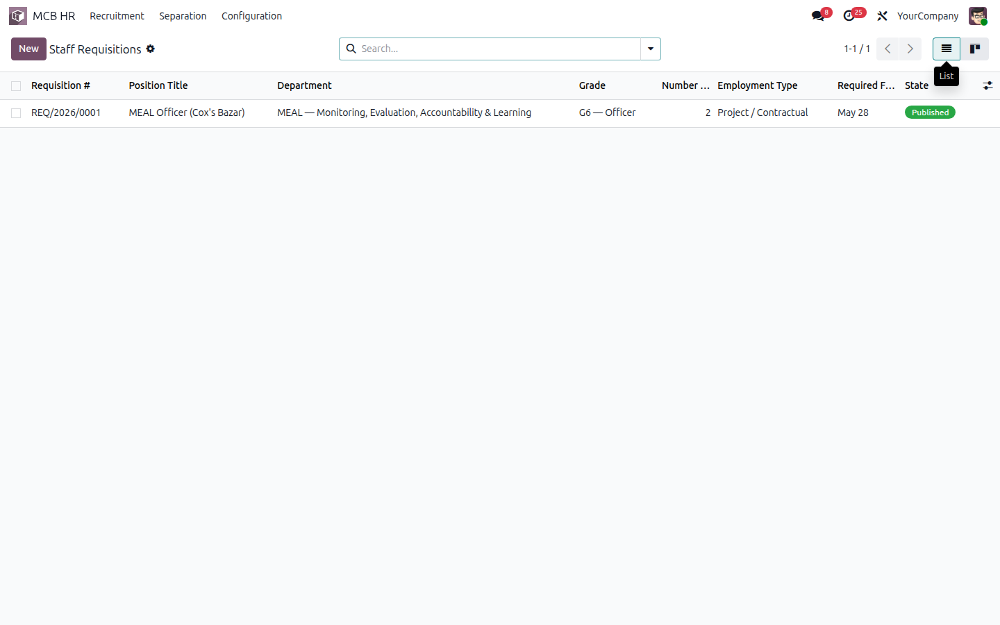 MCB HR Recruitment Separation Configuration 8 25 YourCompany
New Staff Requisitions Search... 1-1 / 1
List
Requisition # Position Title Department Grade Number ... Employment Type Required F... State
REQ/2026/0001 MEAL Officer (Cox's Bazar) MEAL — Monitoring, Evaluation, Accountability & Learning G6 — Officer 2 Project / Contractual May 28 Published